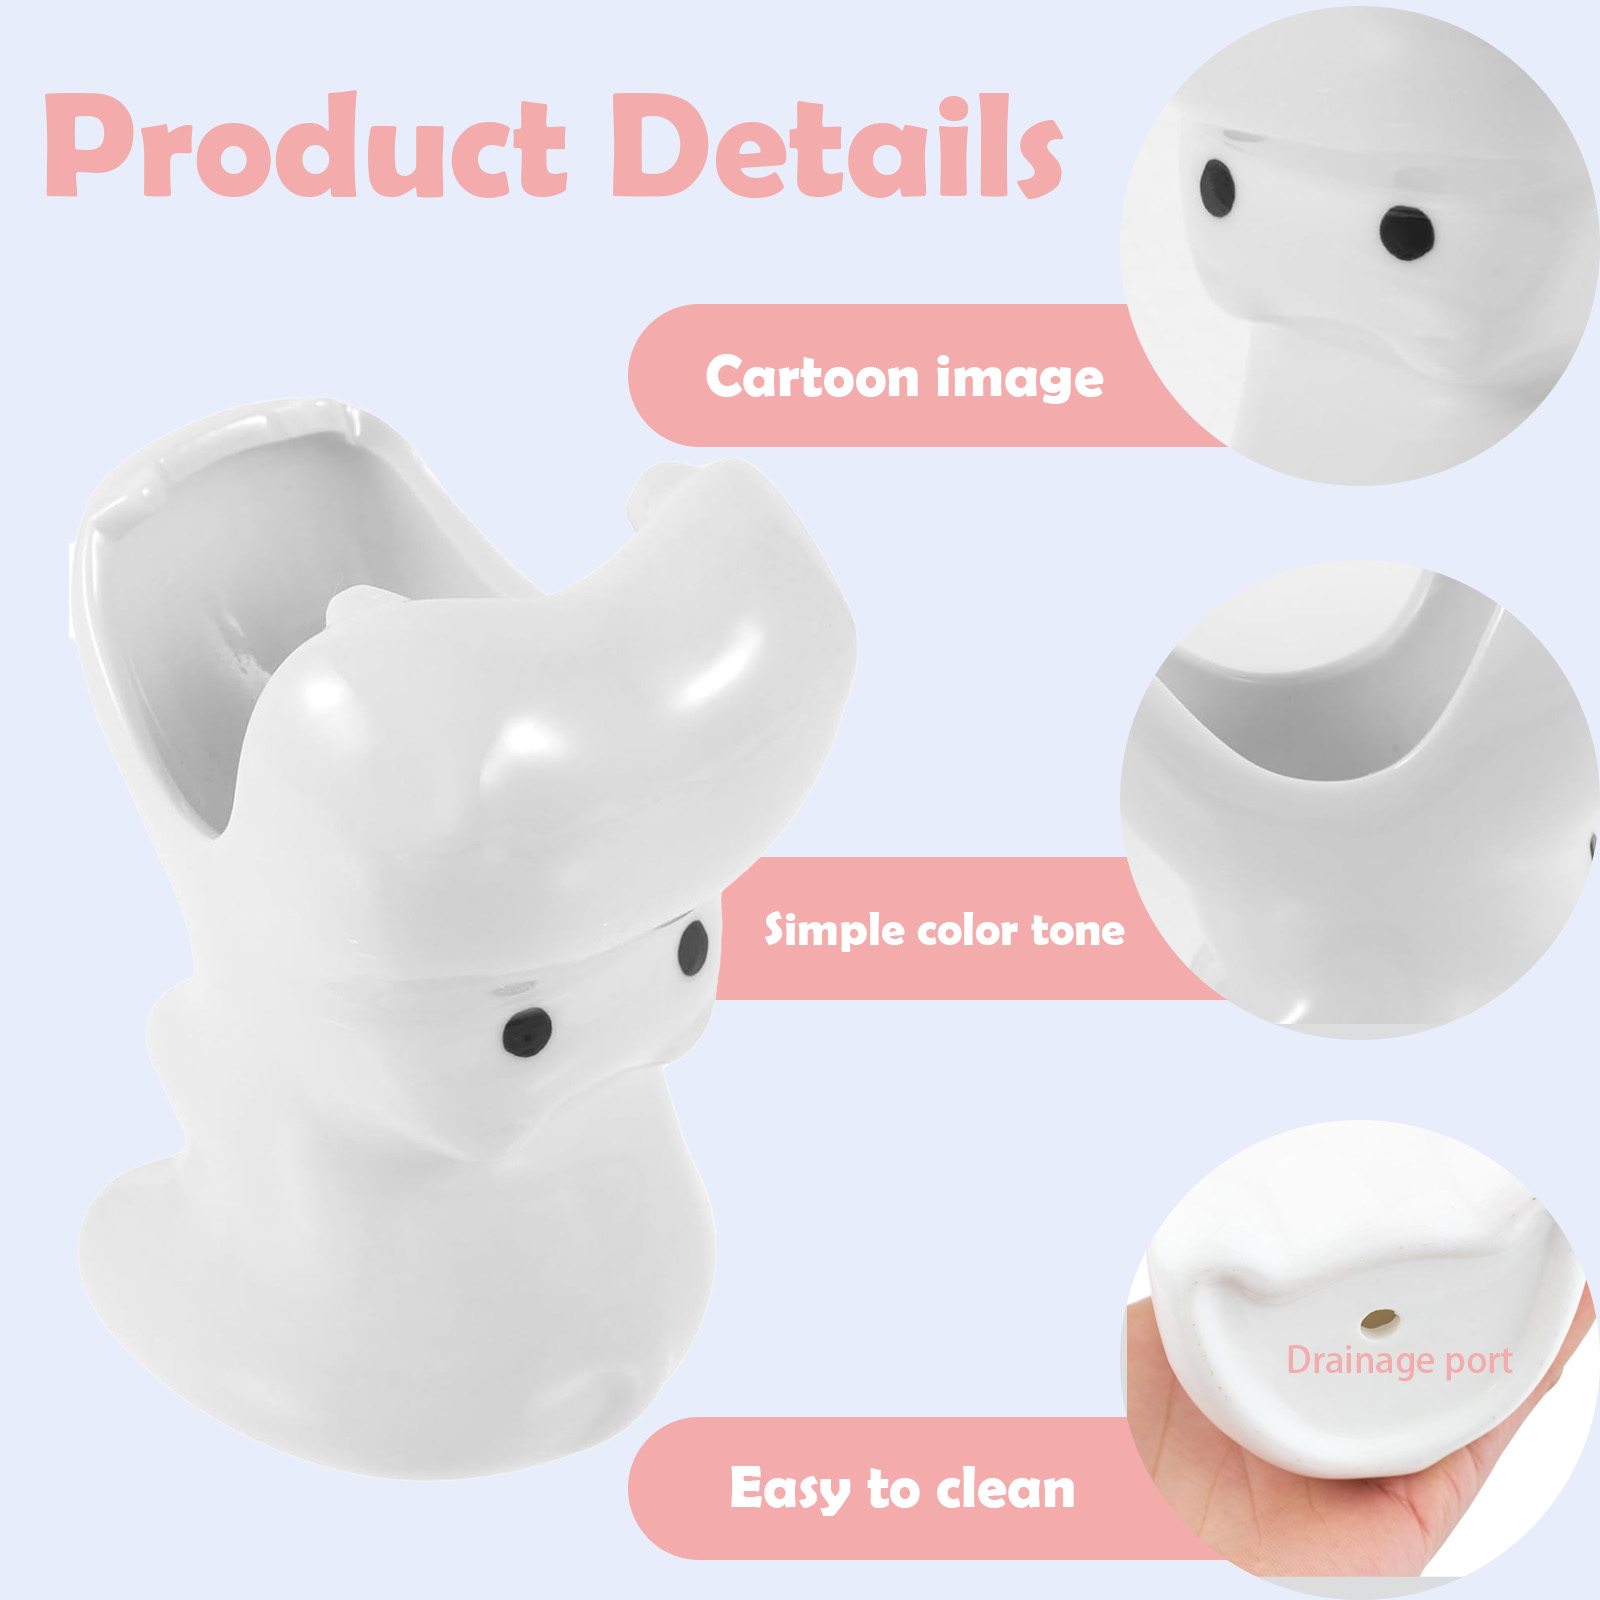 Product Details
Cartoon image
Simple color tone
Drainage port
Easy to clean